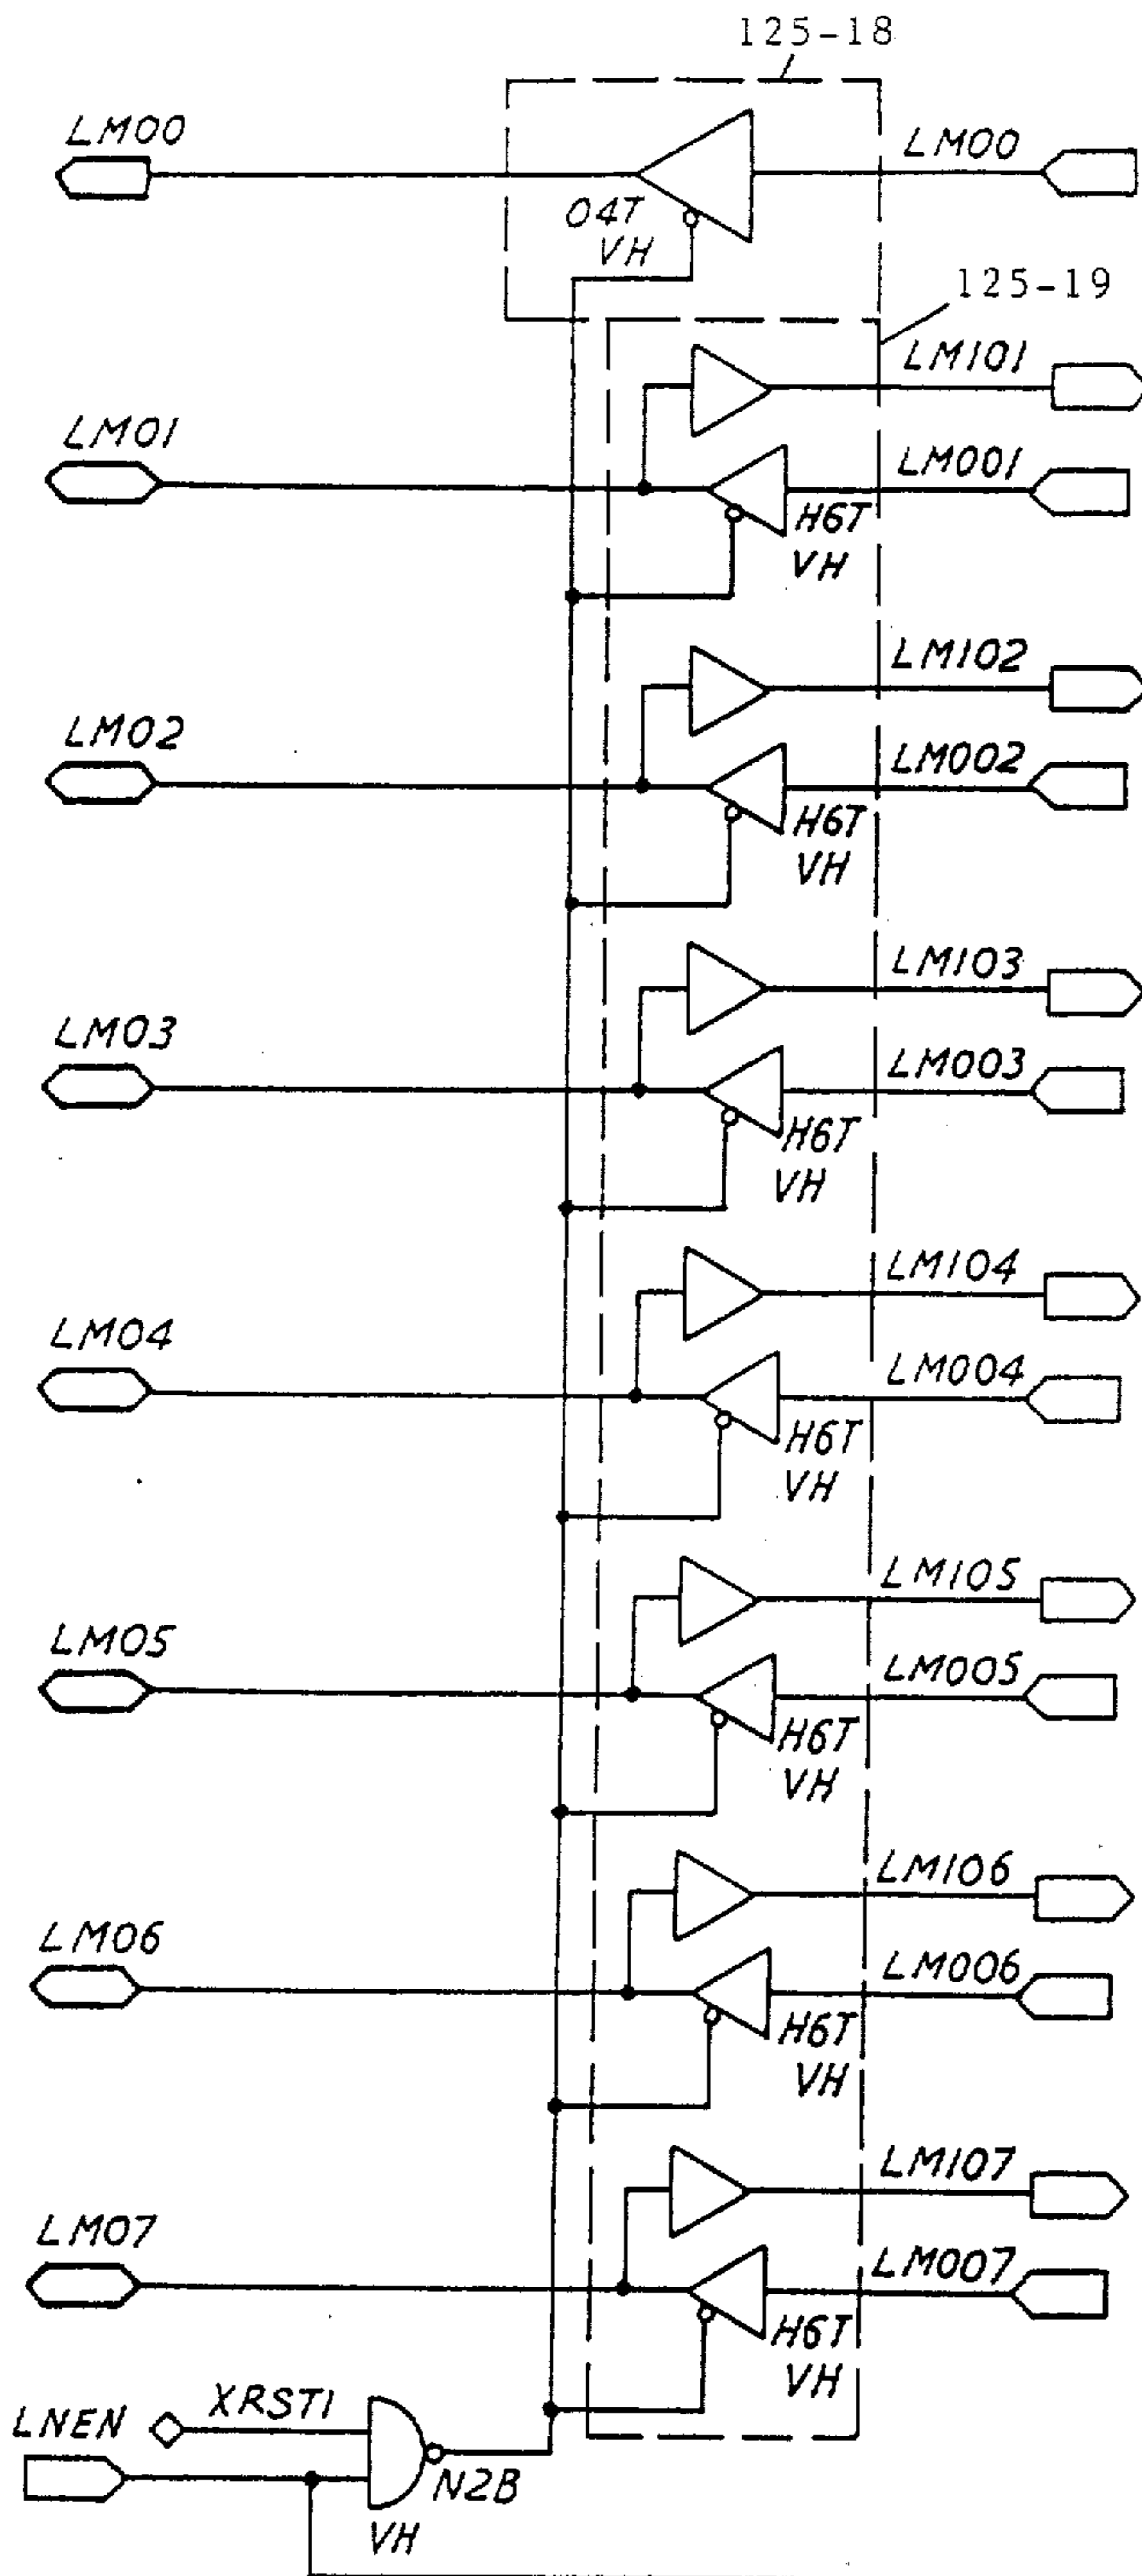 125-18
LM00
LM00
O4T
VH
125-19
LM101
LM01
LM001
H6T
VH
LM102
LM02
LM002
H6T
VH
LM103
LM03
LM003
H6T
VH
LM104
LM04
LM004
H6T
VH
LM105
LM05
LM005
H6T
VH
LM106
LM06
LM006
H6T
VH
LM107
LM07
LM007
H6T
VH
XRST1
LNEN
N2B
VH